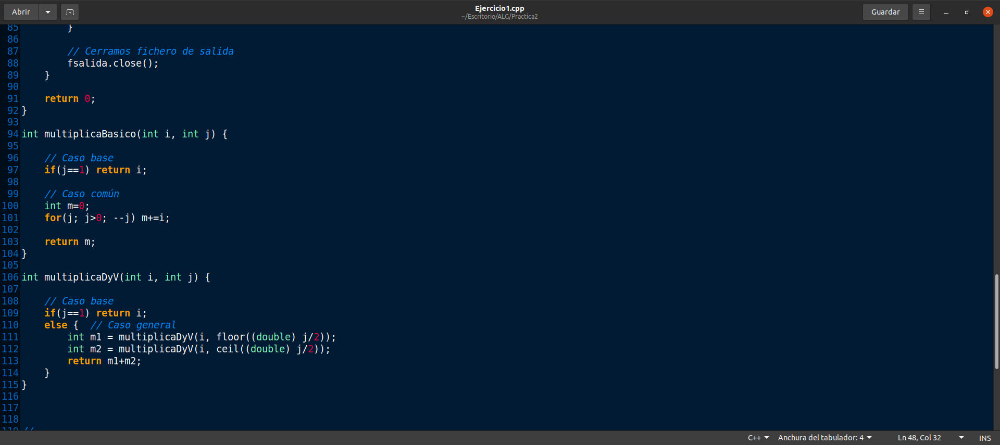 Abrir
Ejercicio1.cpp
~/Escritorio/ALG/Practica2
Guardar
85         }
86
87         // Cerramos fichero de salida
88         fsalida.close();
89     }
90
91     return 0;
92 }
93
94 int multiplicaBasico(int i, int j) {
95
96     // Caso base
97     if(j==1) return i;
98
99     // Caso común
100     int m=0;
101     for(j; j>0; --j) m+=i;
102
103     return m;
104 }
105
106 int multiplicaDyV(int i, int j) {
107
108     // Caso base
109     if(j==1) return i;
110     else {  // Caso general
111         int m1 = multiplicaDyV(i, floor((double) j/2));
112         int m2 = multiplicaDyV(i, ceil((double) j/2));
113         return m1+m2;
114     }
115 }
116
117
118
119 //
C++ Anchura del tabulador: 4 Ln 48, Col 32 INS